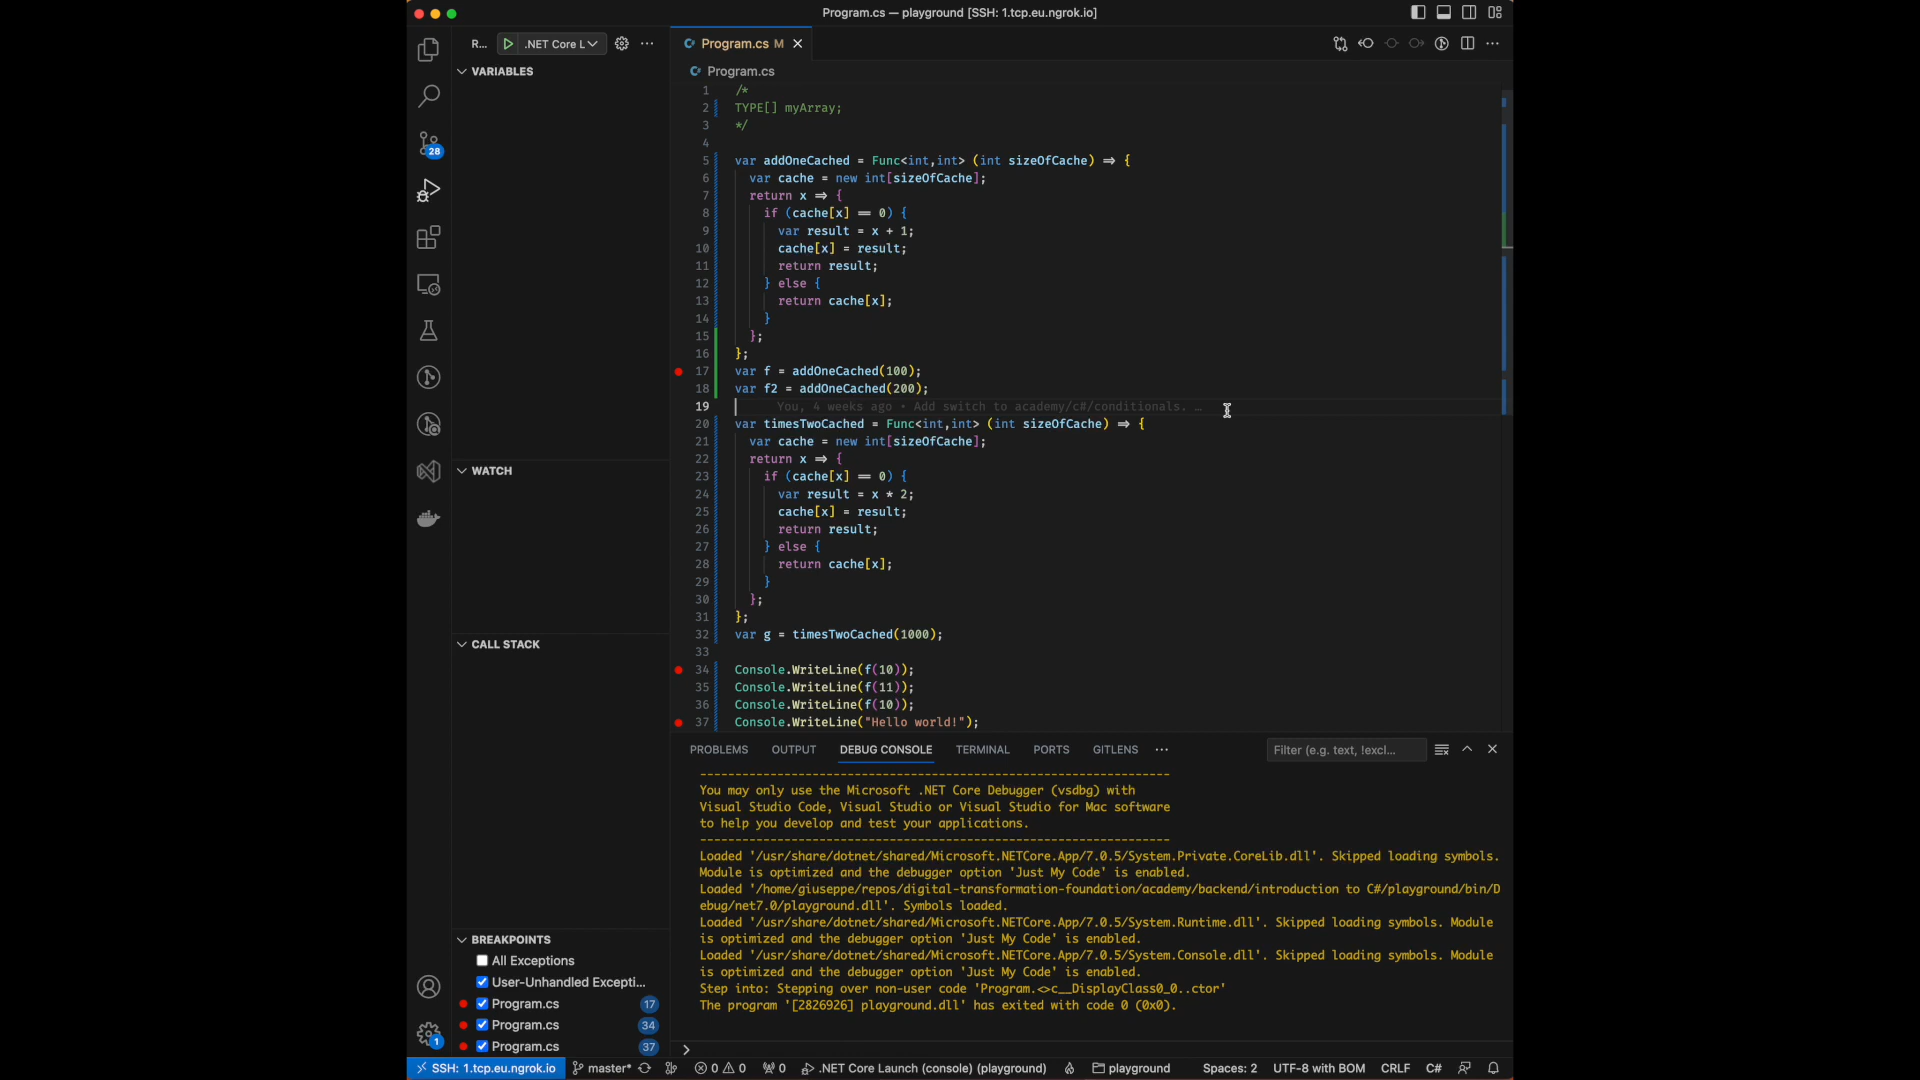 Program.cs — playground [SSH: 1.tcp.eu.ngrok.io]
R... .NET Core L
Program.cs M
VARIABLES
Program.cs
1 /*
2 TYPE[] myArray;
3 */
4
5 var addOneCached = Func<int,int> (int sizeOfCache) => {
6 var cache = new int[sizeOfCache];
7 return x => {
8 if (cache[x] == 0) {
9 var result = x + 1;
10 cache[x] = result;
11 return result;
12 } else {
13 return cache[x];
14 }
15 };
16 };
17 var f = addOneCached(100);
18 var f2 = addOneCached(200);
19 You, 4 weeks ago • Add switch to academy/c#/conditionals. …
20 var timesTwoCached = Func<int,int> (int sizeOfCache) => {
21 var cache = new int[sizeOfCache];
22 return x => {
23 if (cache[x] == 0) {
24 var result = x * 2;
25 cache[x] = result;
26 return result;
27 } else {
28 return cache[x];
29 }
30 };
31 };
32 var g = timesTwoCached(1000);
33
34 Console.WriteLine(f(10));
35 Console.WriteLine(f(11));
36 Console.WriteLine(f(10));
37 Console.WriteLine("Hello world!");
28
WATCH
CALL STACK
BREAKPOINTS
All Exceptions
User-Unhandled Excepti...
Program.cs 17
Program.cs 34
Program.cs 37
1
PROBLEMS OUTPUT DEBUG CONSOLE TERMINAL PORTS GITLENS
Filter (e.g. text, !excl...
-------------------------------------------------------------------
You may only use the Microsoft .NET Core Debugger (vsdbg) with
Visual Studio Code, Visual Studio or Visual Studio for Mac software
to help you develop and test your applications.
-------------------------------------------------------------------
Loaded '/usr/share/dotnet/shared/Microsoft.NETCore.App/7.0.5/System.Private.CoreLib.dll'. Skipped loading symbols.
Module is optimized and the debugger option 'Just My Code' is enabled.
Loaded '/home/giuseppe/repos/digital-transformation-foundation/academy/backend/introduction to C#/playground/bin/D
ebug/net7.0/playground.dll'. Symbols loaded.
Loaded '/usr/share/dotnet/shared/Microsoft.NETCore.App/7.0.5/System.Runtime.dll'. Skipped loading symbols. Module
is optimized and the debugger option 'Just My Code' is enabled.
Loaded '/usr/share/dotnet/shared/Microsoft.NETCore.App/7.0.5/System.Console.dll'. Skipped loading symbols. Module
is optimized and the debugger option 'Just My Code' is enabled.
Step into: Stepping over non-user code 'Program.<>c__DisplayClass0_0..ctor'
The program '[2826926] playground.dll' has exited with code 0 (0x0).
SSH: 1.tcp.eu.ngrok.io master* 0 0 0 .NET Core Launch (console) (playground) playground Spaces: 2 UTF-8 with BOM CRLF C#